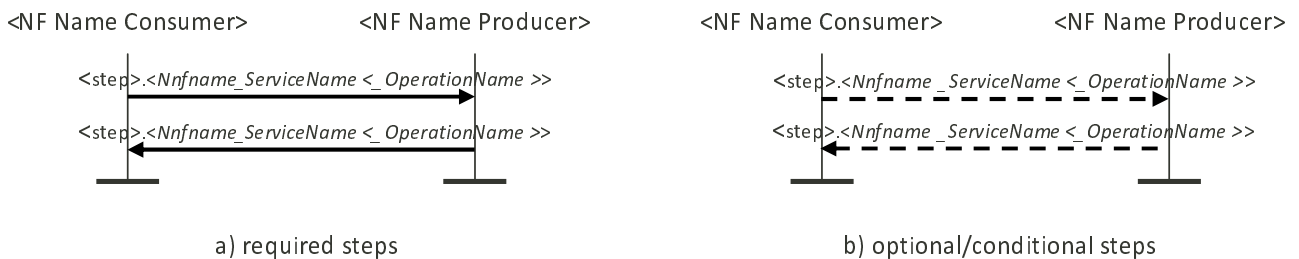 <NF Name Consumer> <NF Name Producer> <NF Name Consumer> <NF Name Producer>
<step>.<Nnfname_ServiceName <_OperationName >> <step>.<Nnfname _ServiceName <_OperationName >>
<step>.<Nnfname_ServiceName <_OperationName >> <step>.<Nnfname _ServiceName <_OperationName >>
a) required steps b) optional/conditional steps